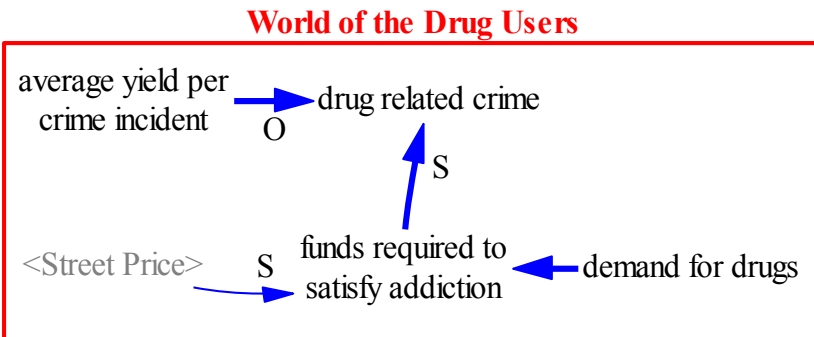 World of the Drug Users
average yield per
crime incident
O
drug related crime
S
<Street Price>
S
funds required to
satisfy addiction
demand for drugs